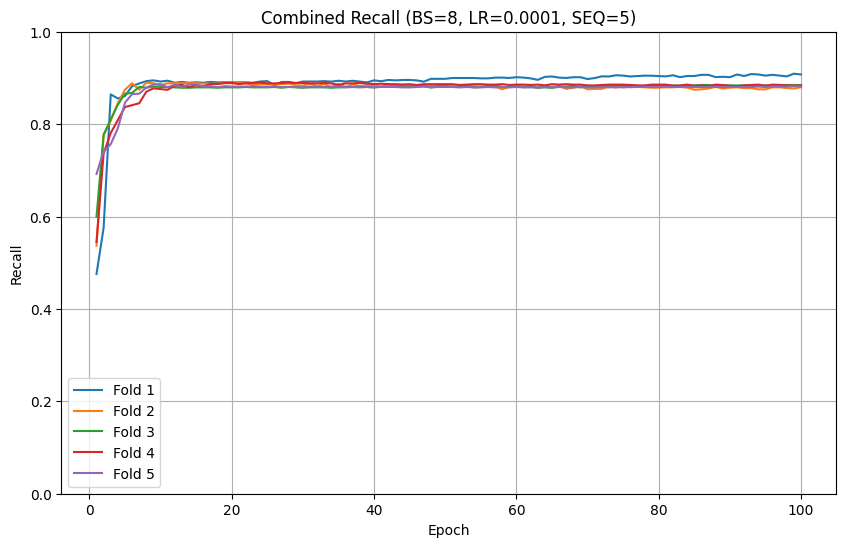 Combined Recall (BS=8, LR=0.0001, SEQ=5)
1.0
0.8
0.6
0.4
0.2
0.0
Recall
Fold 1
Fold 2
Fold 3
Fold 4
Fold 5
0 20 40 60 80 100
Epoch